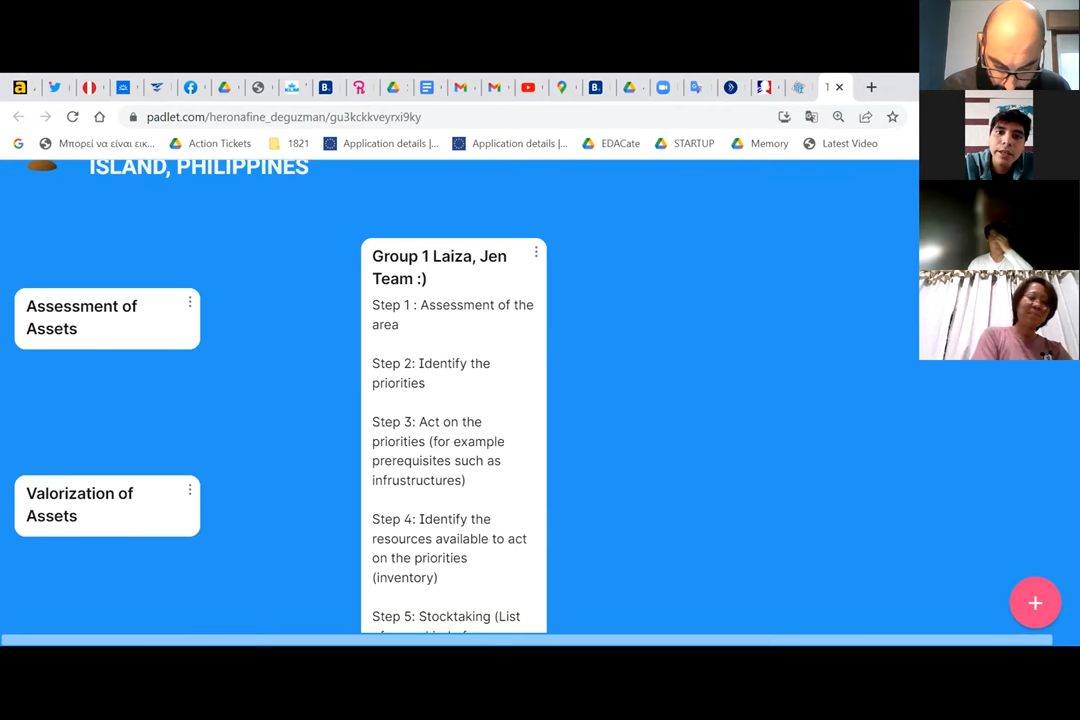 padlet.com/heronafine_deguzman/gu3kckkveyrxi9ky
Μπορεί να είναι εικ...
Action Tickets
1821
Application details |...
Application details |...
EDACate
STARTUP
Memory
Latest Video
ISLAND, PHILIPPINES
Assessment of
Assets
Valorization of
Assets
Group 1 Laiza, Jen
Team :)
Step 1 : Assessment of the
area
Step 2: Identify the
priorities
Step 3: Act on the
priorities (for example
prerequisites such as
infrustructures)
Step 4: Identify the
resources available to act
on the priorities
(inventory)
Step 5: Stocktaking (List